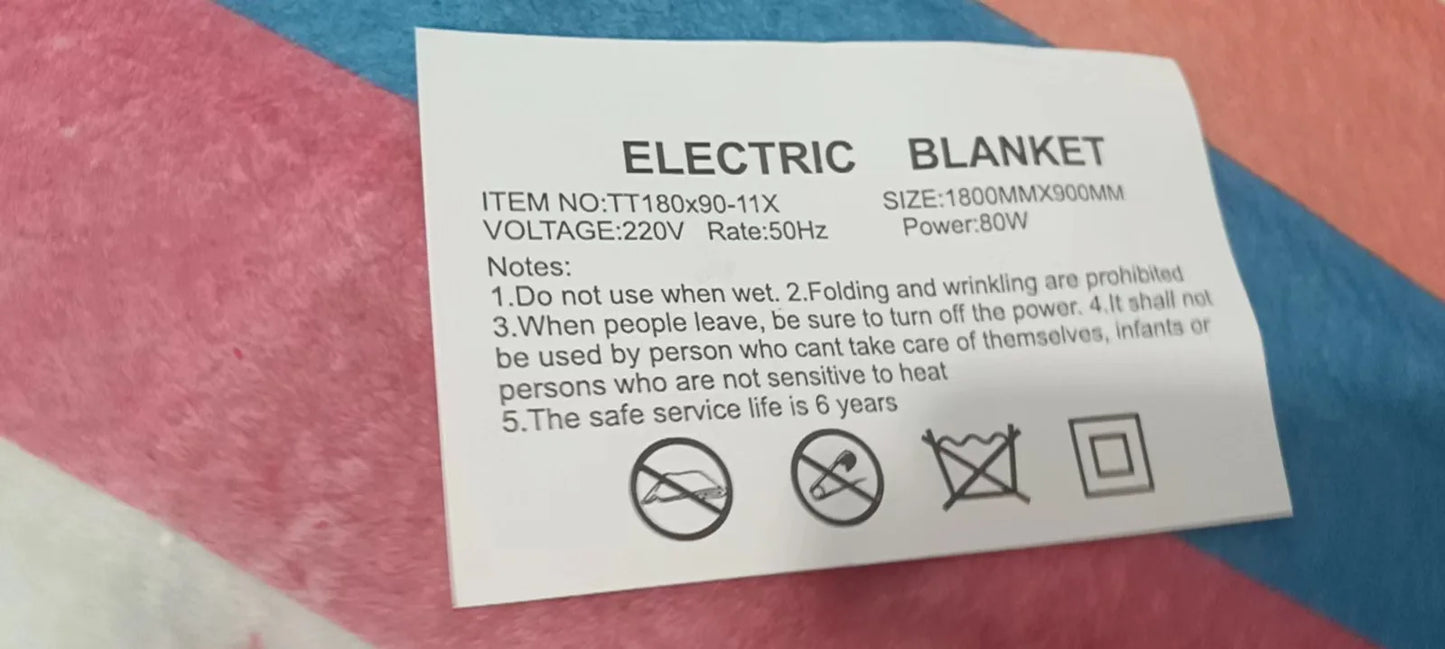 ELECTRIC BLANKET
ITEM NO:TT180x90-11X SIZE:1800MMX900MM
VOLTAGE:220V Rate:50Hz Power:80W
Notes:
1.Do not use when wet. 2.Folding and wrinkling are prohibited
3.When people leave, be sure to turn off the power. 4.It shall not
be used by person who cant take care of themselves, infants or
persons who are not sensitive to heat
5.The safe service life is 6 years